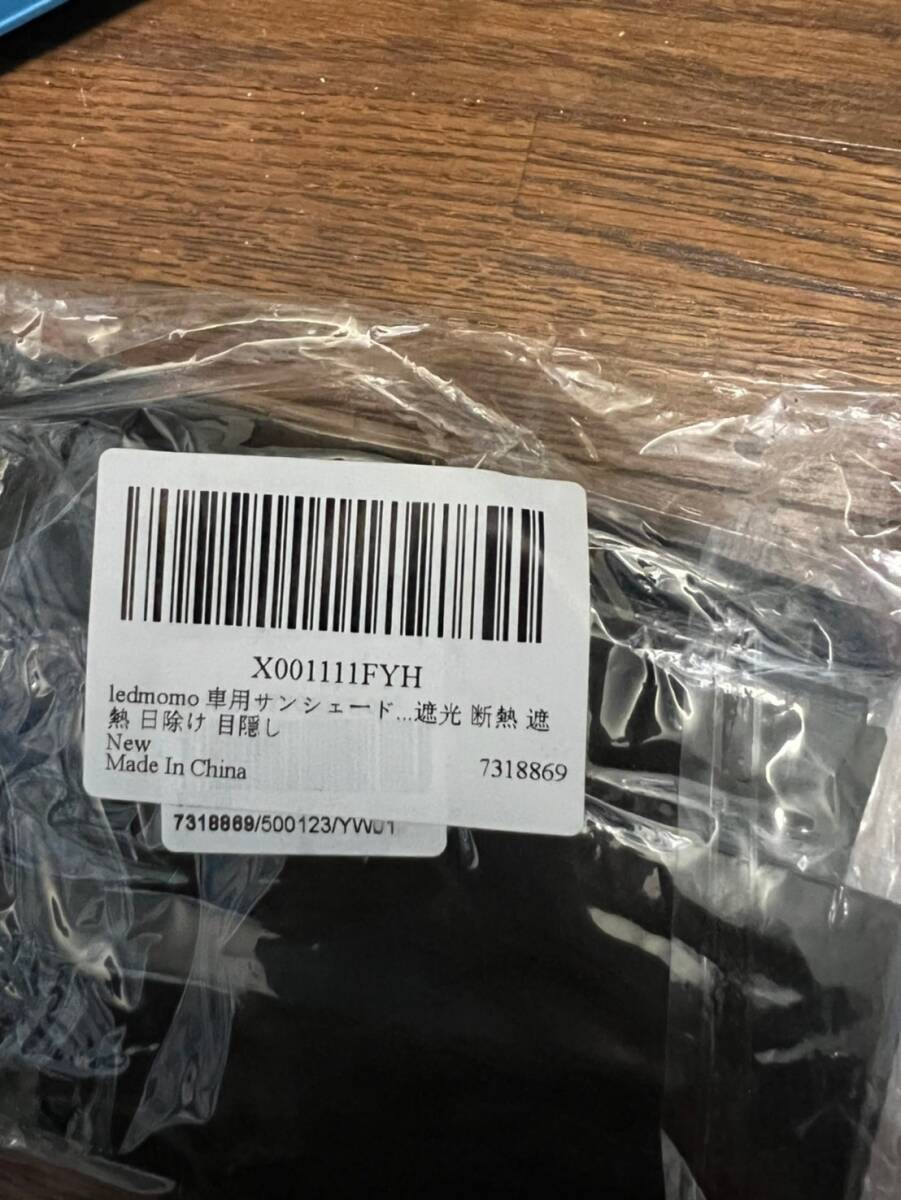 X001111FYH
ledmomo 車用サンシェード...遮光 断熱 遮
熱 日除け 目隠し
New
Made In China 7318869
7318869/500123/YW01